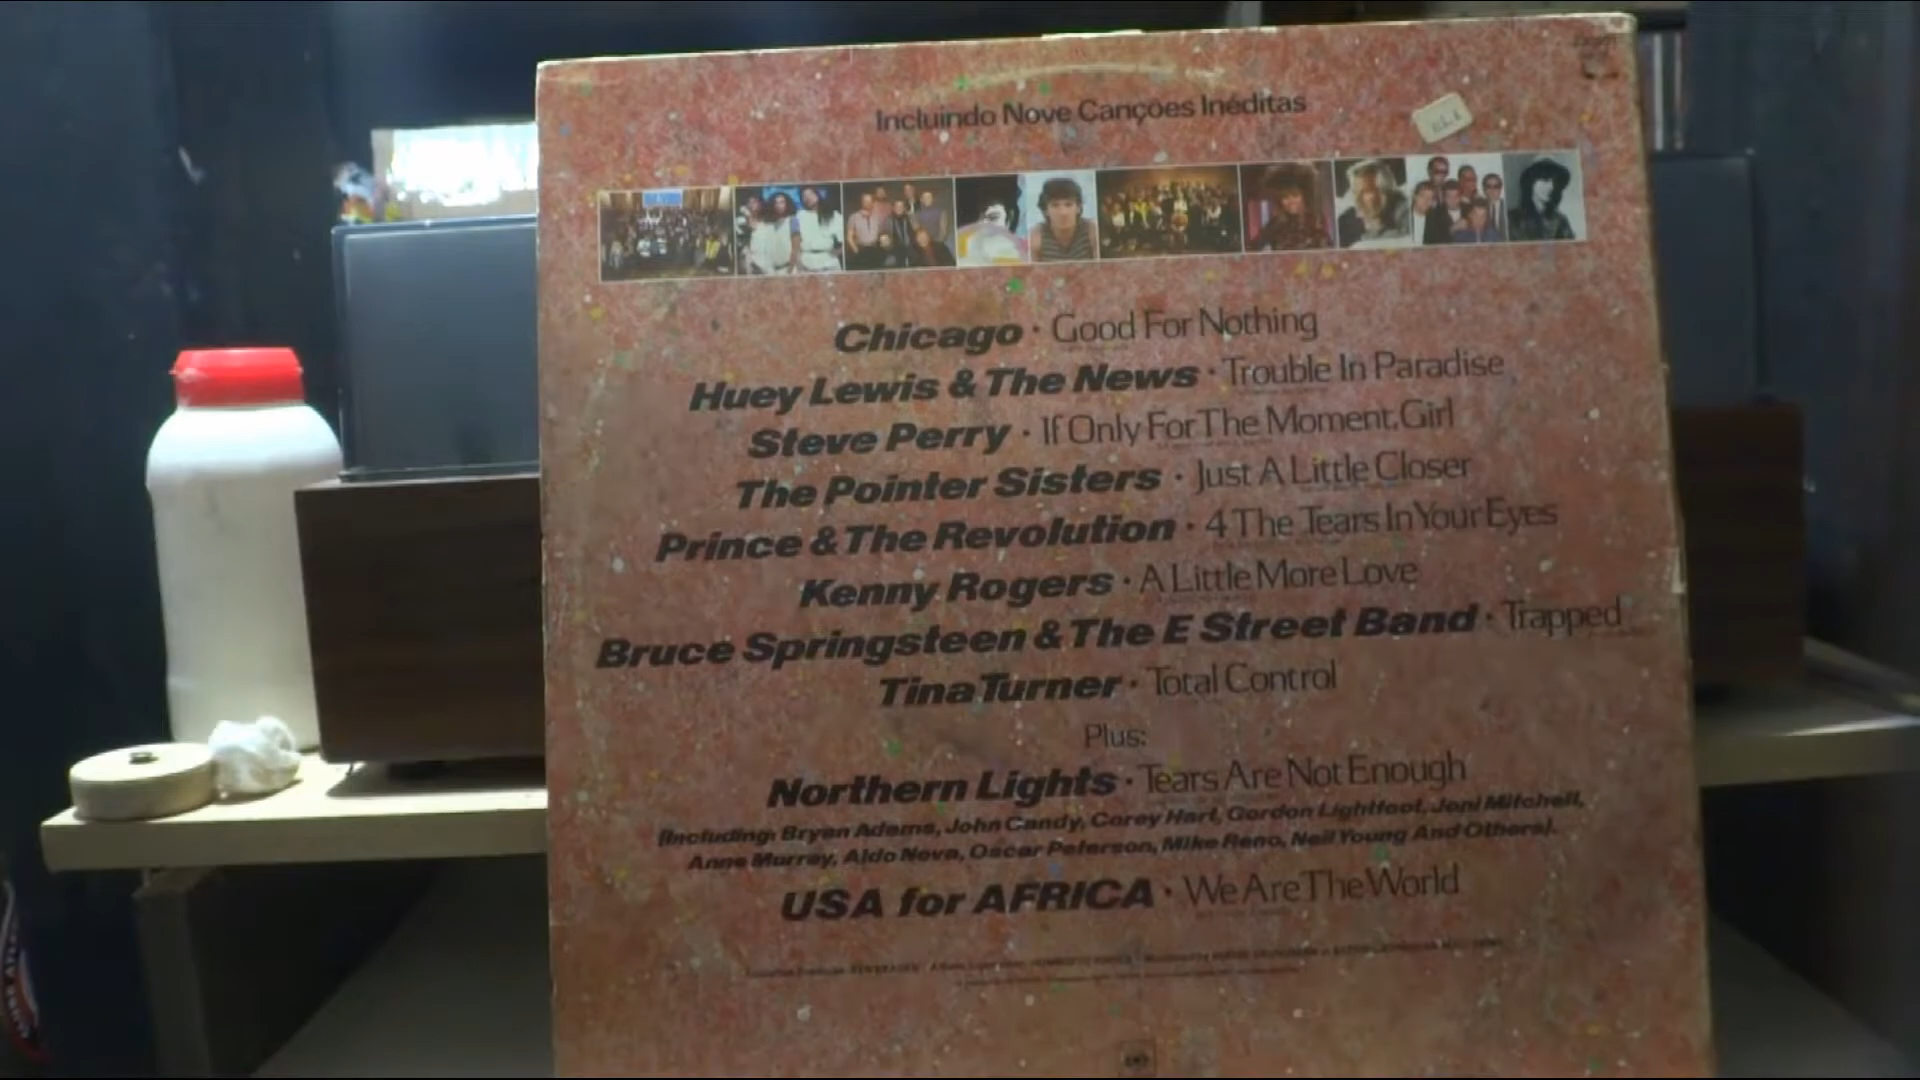 Incluindo Nove Canções Inéditas
Chicago · Good For Nothing
Huey Lewis & The News · Trouble In Paradise
Steve Perry · If Only For The Moment, Girl
The Pointer Sisters · Just A Little Closer
Prince & The Revolution · 4 The Tears In Your Eyes
Kenny Rogers · A Little More Love
Bruce Springsteen & The E Street Band · Trapped
Tina Turner · Total Control
Plus:
Northern Lights · Tears Are Not Enough
(Including: Bryan Adams, John Candy, Corey Hart, Gordon Lightfoot, Joni Mitchell,
Anne Murray, Aldo Nova, Oscar Peterson, Mike Reno, Neil Young And Others).
USA for AFRICA · We Are The World